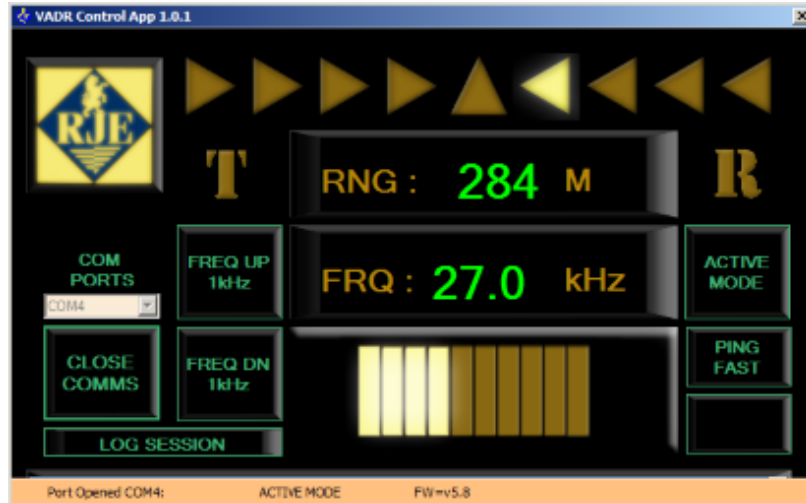 VADR Control App 1.0.1
RJE
T
RNG : 284 M
R
COM
PORTS
COM4
FREQ UP
1kHz
FRQ : 27.0 kHz
ACTIVE
MODE
CLOSE
COMMS
FREQ DN
1kHz
PING
FAST
LOG SESSION
Port Opened COM4: ACTIVE MODE FW=v5.8